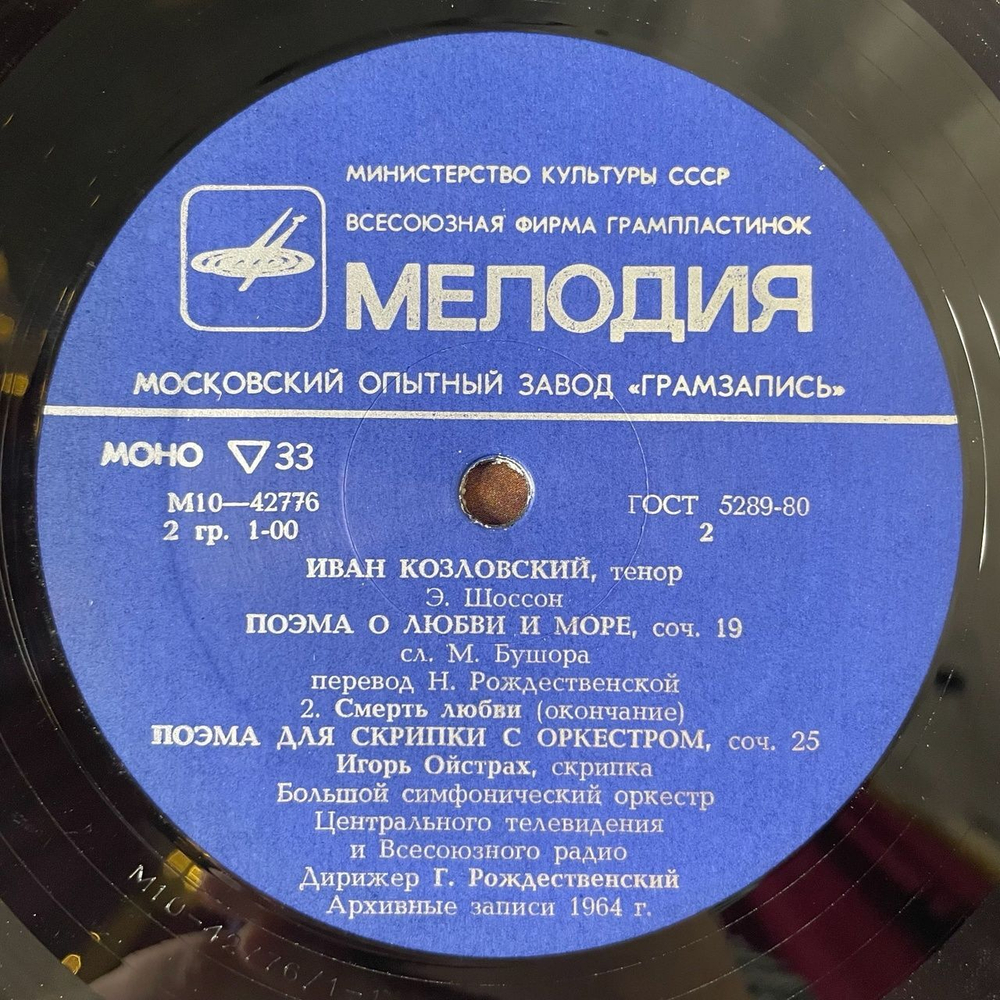 МИНИСТЕРСТВО КУЛЬТУРЫ СССР
ВСЕСОЮЗНАЯ ФИРМА ГРАМПЛАСТИНОК
МЕЛОДИЯ
МОСКОВСКИЙ ОПЫТНЫЙ ЗАВОД «ГРАМЗАПИСЬ»
МОНО ▽33
М10—42776 ГОСТ 5289-80
2 гр. 1-00 2
ИВАН КОЗЛОВСКИЙ, тенор
Э. Шоссон
ПОЭМА О ЛЮБВИ И МОРЕ, соч. 19
сл. М. Бушора
перевод Н. Рождественской
2. Смерть любви (окончание)
ПОЭМА ДЛЯ СКРИПКИ С ОРКЕСТРОМ, соч. 25
Игорь Ойстрах, скрипка
Большой симфонический оркестр
Центрального телевидения
и Всесоюзного радио
Дирижер Г. Рождественский
Архивные записи 1964 г.